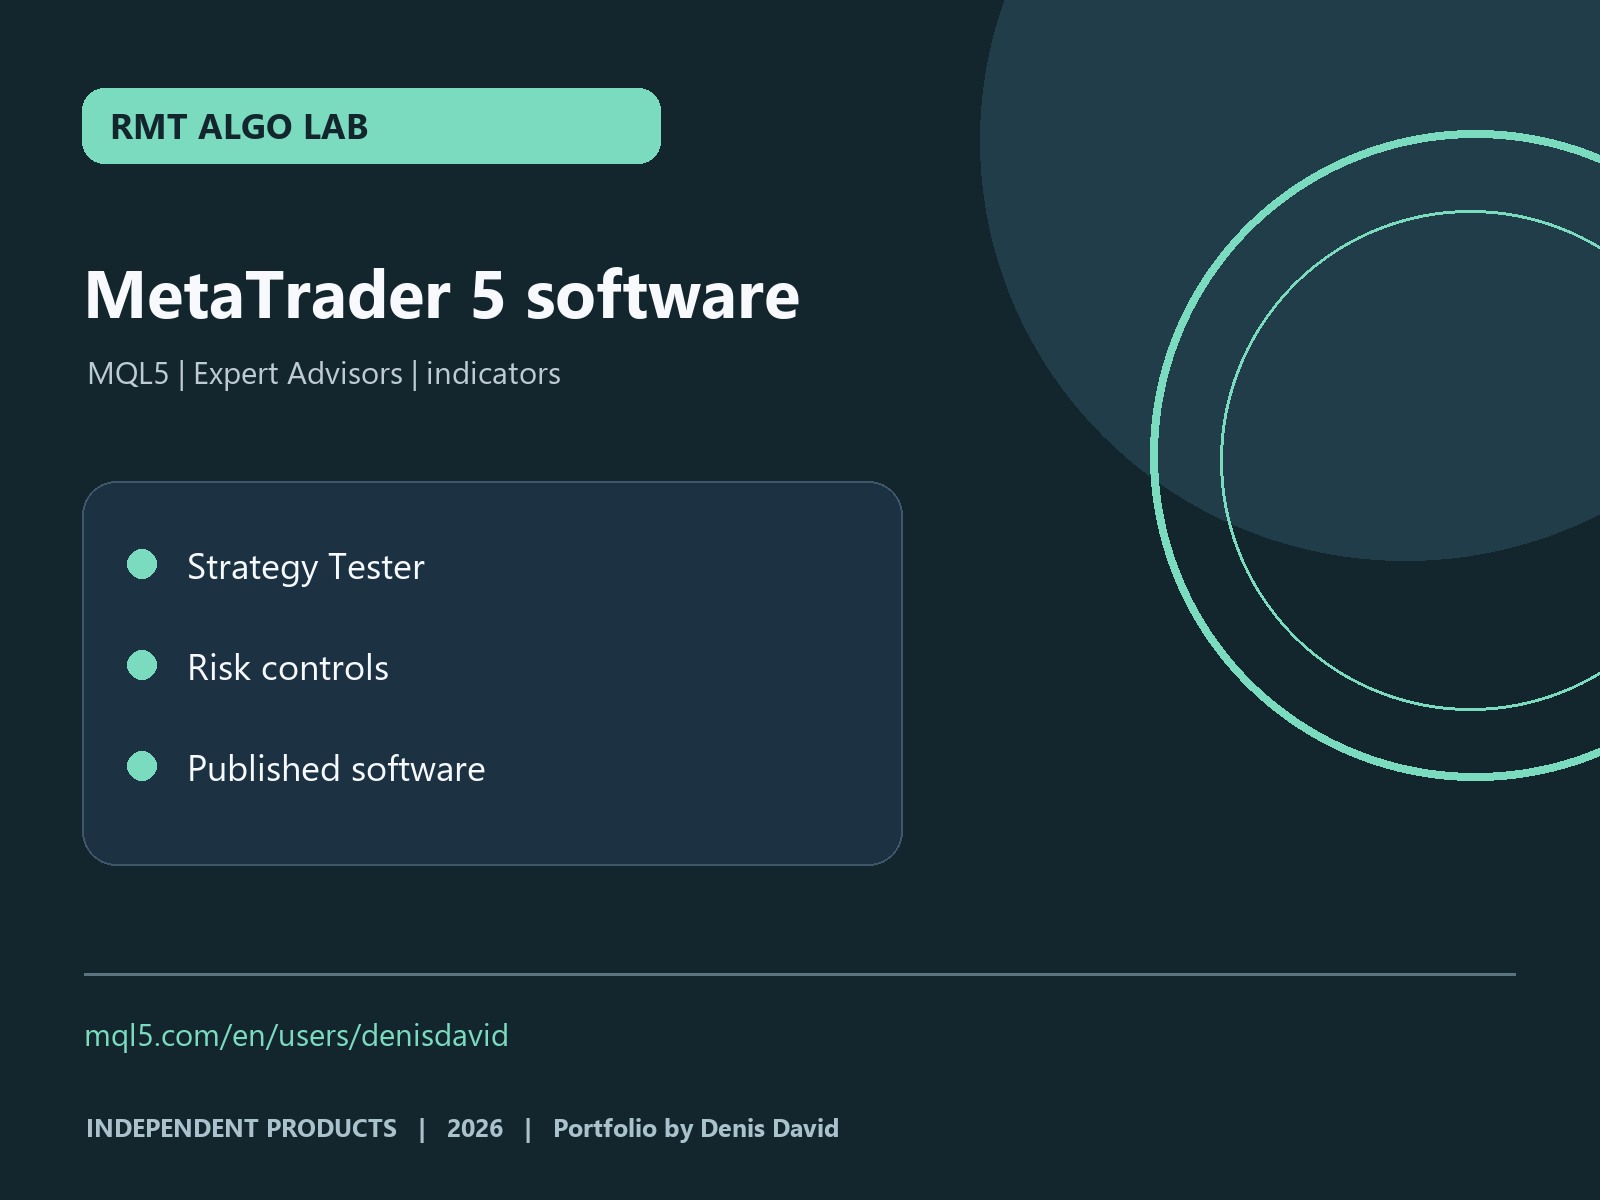 RMT ALGO LAB
MetaTrader 5 software
MQL5 | Expert Advisors | indicators
Strategy Tester
Risk controls
Published software
mql5.com/en/users/denisdavid
INDEPENDENT PRODUCTS | 2026 | Portfolio by Denis David